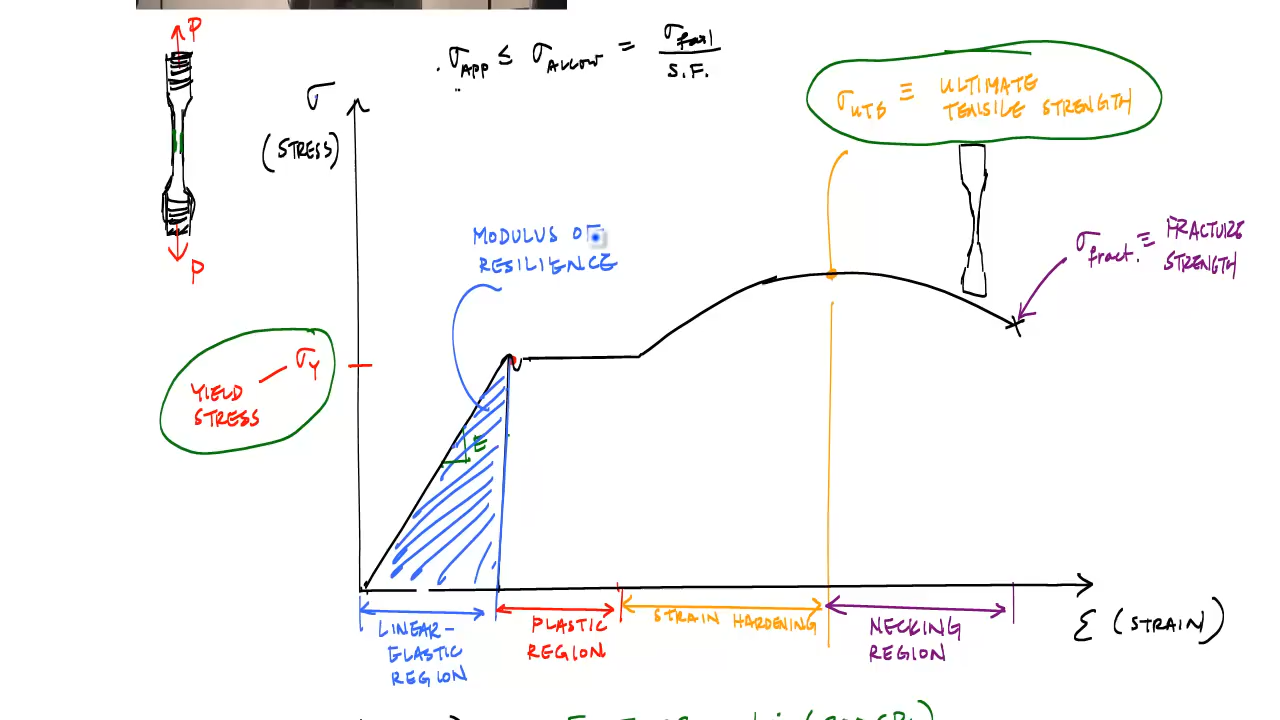 P
σAPP ≤ σALLOW = σfail / S.F.
σ
(STRESS)
σUTS ≡ ULTIMATE
TENSILE STRENGTH
P
MODULUS OF
RESILIENCE
σfract. ≡ FRACTURE
STRENGTH
σY
YIELD
STRESS
E
LINEAR-
ELASTIC
REGION
PLASTIC
REGION
STRAIN HARDENING
NECKING
REGION
Σ (STRAIN)